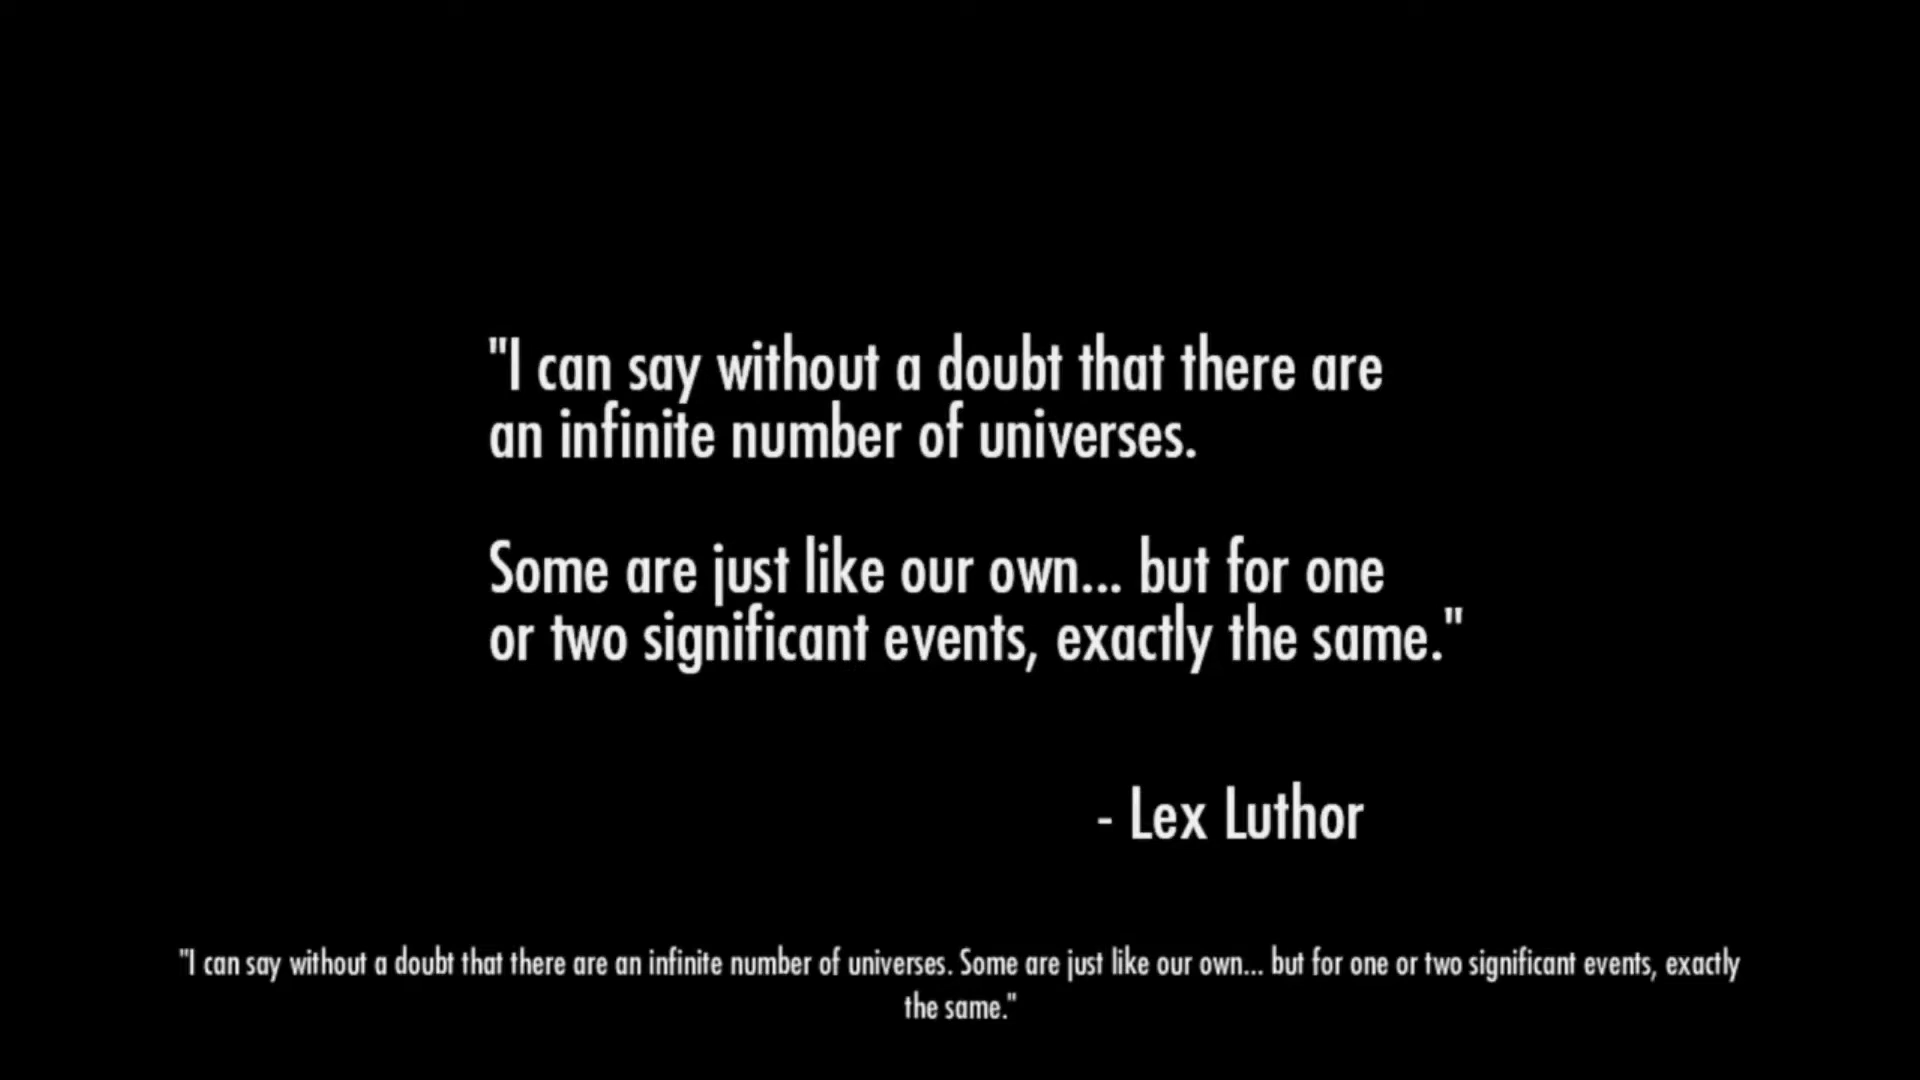 "I can say without a doubt that there are
an infinite number of universes.
Some are just like our own... but for one
or two significant events, exactly the same."
- Lex Luthor
"I can say without a doubt that there are an infinite number of universes. Some are just like our own... but for one or two significant events, exactly
the same."